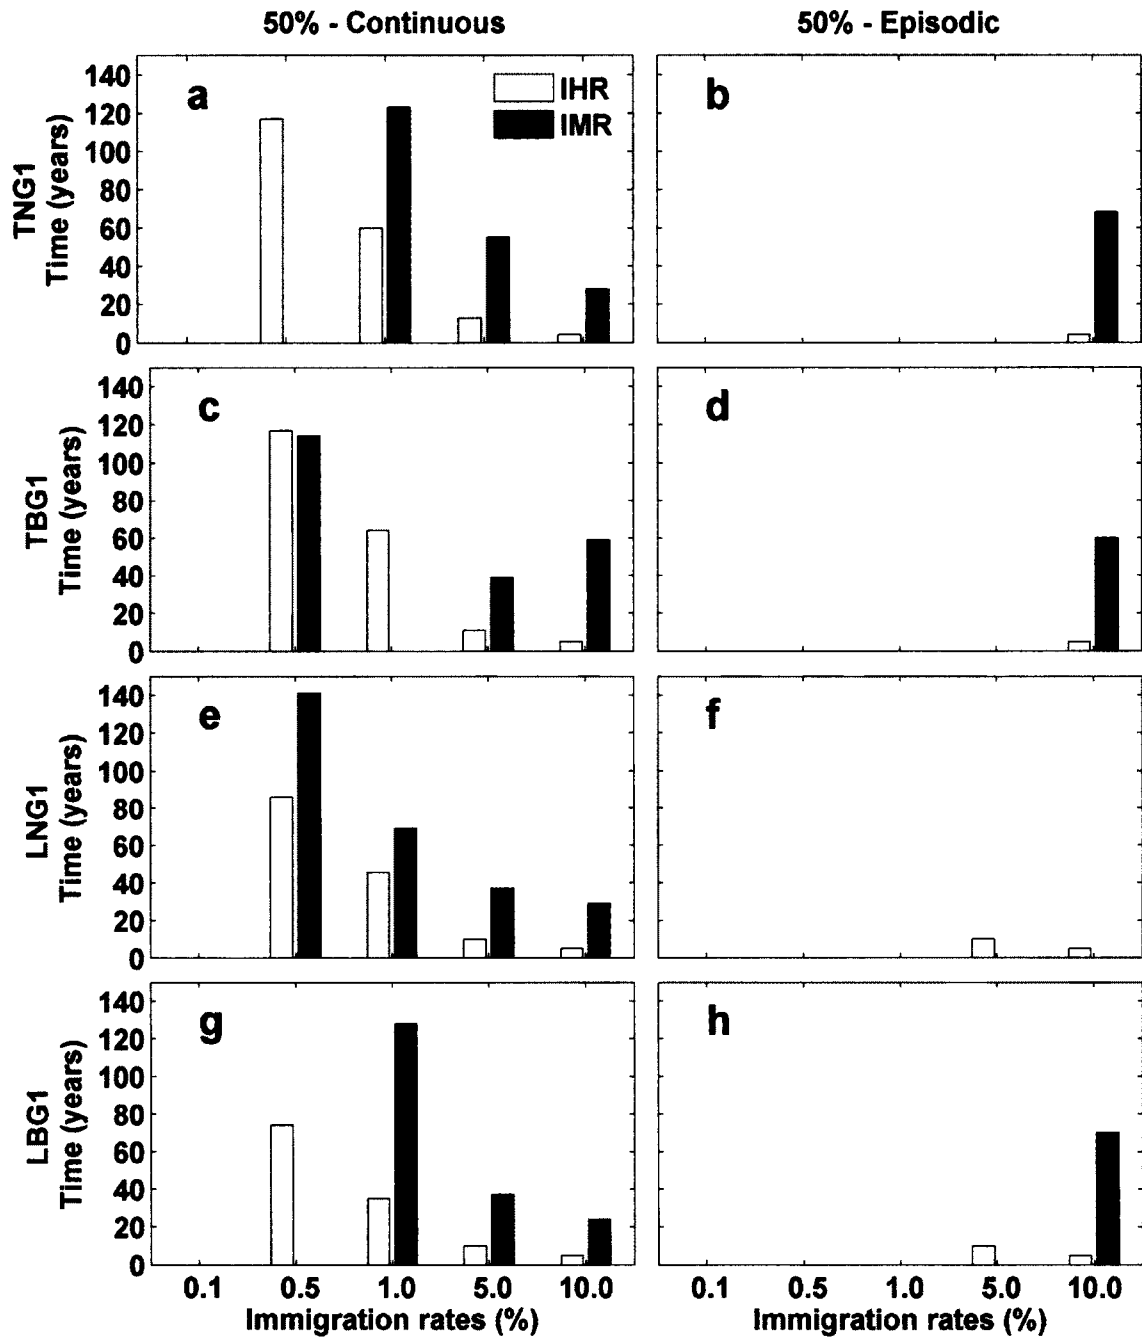 50% - Continuous
50% - Episodic
a
IHR
IMR
b
TNG1
Time (years)
140
120
100
80
60
40
20
0
c
d
TBG1
Time (years)
140
120
100
80
60
40
20
0
e
f
LNG1
Time (years)
140
120
100
80
60
40
20
0
g
h
LBG1
Time (years)
140
120
100
80
60
40
20
0
0.1 0.5 1.0 5.0 10.0
0.1 0.5 1.0 5.0 10.0
Immigration rates (%)
Immigration rates (%)